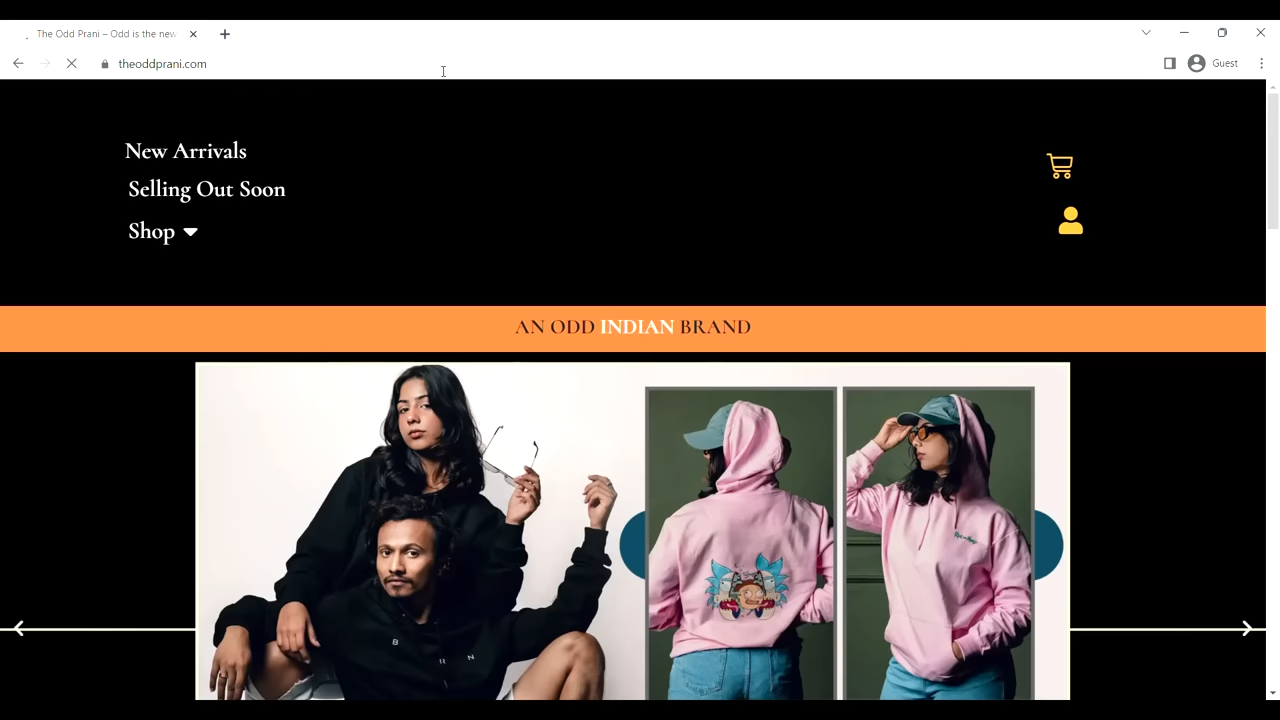 The Odd Prani – Odd is the new
theoddprani.com
Guest
New Arrivals
Selling Out Soon
Shop
AN ODD INDIAN BRAND
B R N